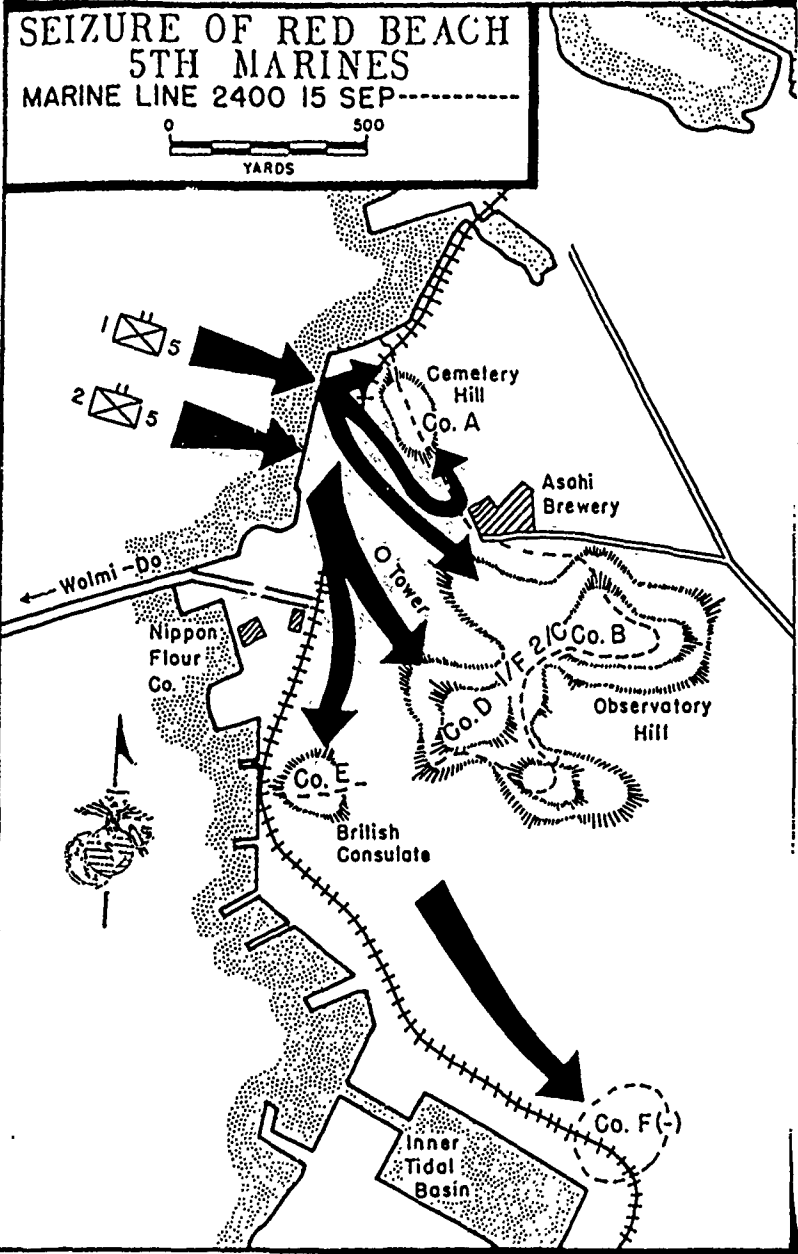 SEIZURE OF RED BEACH
5TH MARINES
MARINE LINE 2400 15 SEP
0 500
YARDS
1 5
2 5
Cemetery
Hill
Co. A
Asahi
Brewery
Wolmi-Do
O Tower
Nippon
Flour
Co.
1/F 2/C
Co. B
Co. D
Observatory
Hill
Co. E
British
Consulate
Co. F(-)
Inner
Tidal
Basin